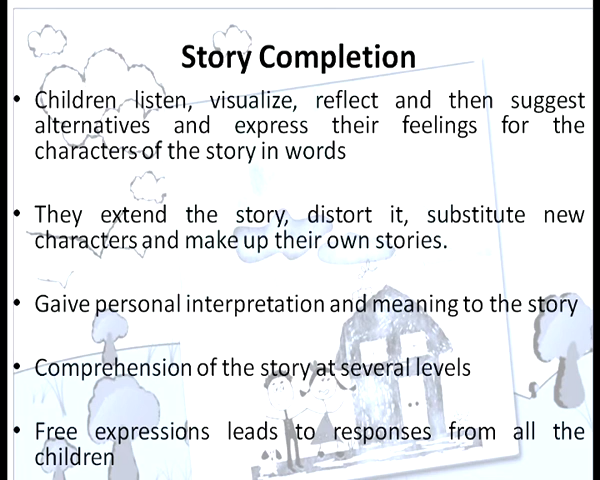 Story Completion
• Children listen, visualize, reflect and then suggest
alternatives and express their feelings for the
characters of the story in words
• They extend the story, distort it, substitute new
characters and make up their own stories.
• Gaive personal interpretation and meaning to the story
• Comprehension of the story at several levels
• Free expressions leads to responses from all the
children